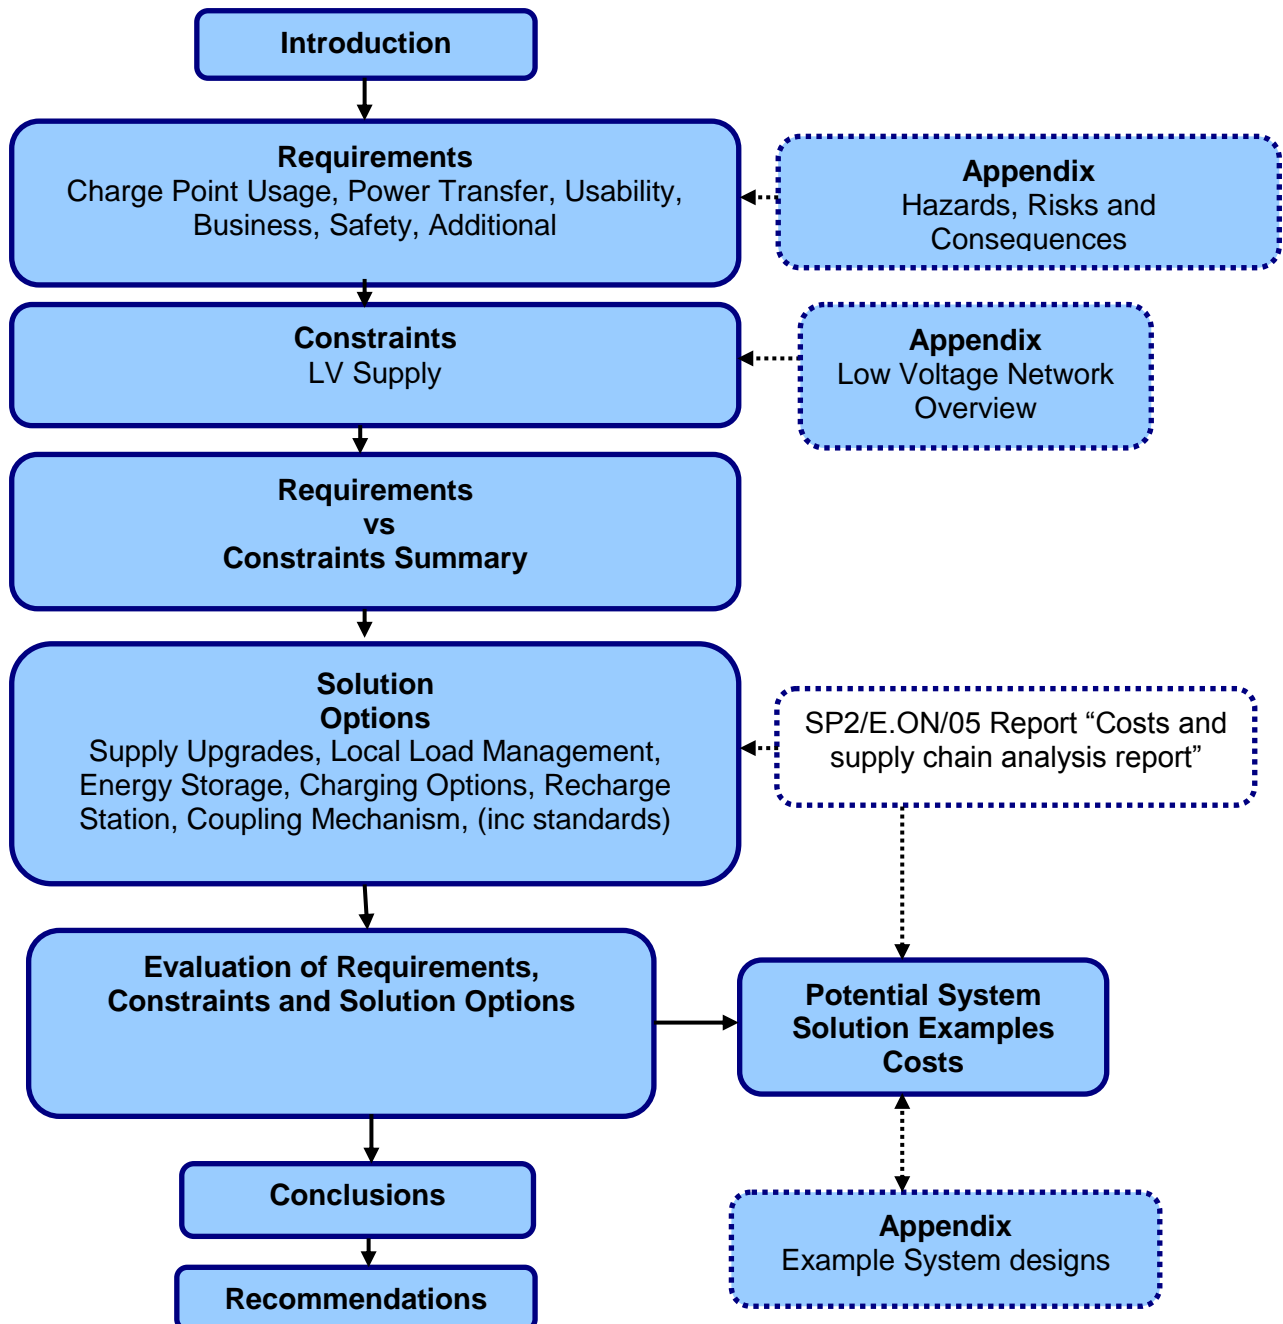 Introduction
Requirements
Charge Point Usage, Power Transfer, Usability,
Business, Safety, Additional
Appendix
Hazards, Risks and
Consequences
Constraints
LV Supply
Appendix
Low Voltage Network
Overview
Requirements
vs
Constraints Summary
Solution
Options
Supply Upgrades, Local Load Management,
Energy Storage, Charging Options, Recharge
Station, Coupling Mechanism, (inc standards)
SP2/E.ON/05 Report “Costs and
supply chain analysis report”
Evaluation of Requirements,
Constraints and Solution Options
Potential System
Solution Examples
Costs
Conclusions
Appendix
Example System designs
Recommendations